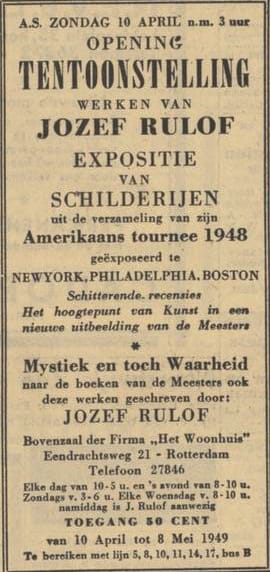 A.S. ZONDAG 10 APRIL n.m. 3 uur
OPENING
TENTOONSTELLING
WERKEN VAN
JOZEF RULOF
EXPOSITIE
VAN
SCHILDERIJEN
uit de verzameling van zijn
Amerikaans tournee 1948
geëxposeerd te
NEWYORK, PHILADELPHIA. BOSTON
Schitterende recensies
Het hoogtepunt van Kunst in een
nieuwe uitbeelding van de Meesters
*
Mystiek en toch Waarheid
naar de boeken van de Meesters ook
deze werken geschreven door:
JOZEF RULOF
Bovenzaal der Firma „Het Woonhuis"
Eendrachtsweg 21 - Rotterdam
Telefoon 27846
Elke dag van 10-5 u. en 's avond van 8-10 u.
Zondags v. 3-6 u. Elke Woensdag v. 8-10 u.
namiddag is J. Rulof aanwezig
TOEGANG 50 CENT
van 10 April tot 8 Mei 1949
Te bereiken met lijn 5, 8, 10, 11, 14, 17, bus B